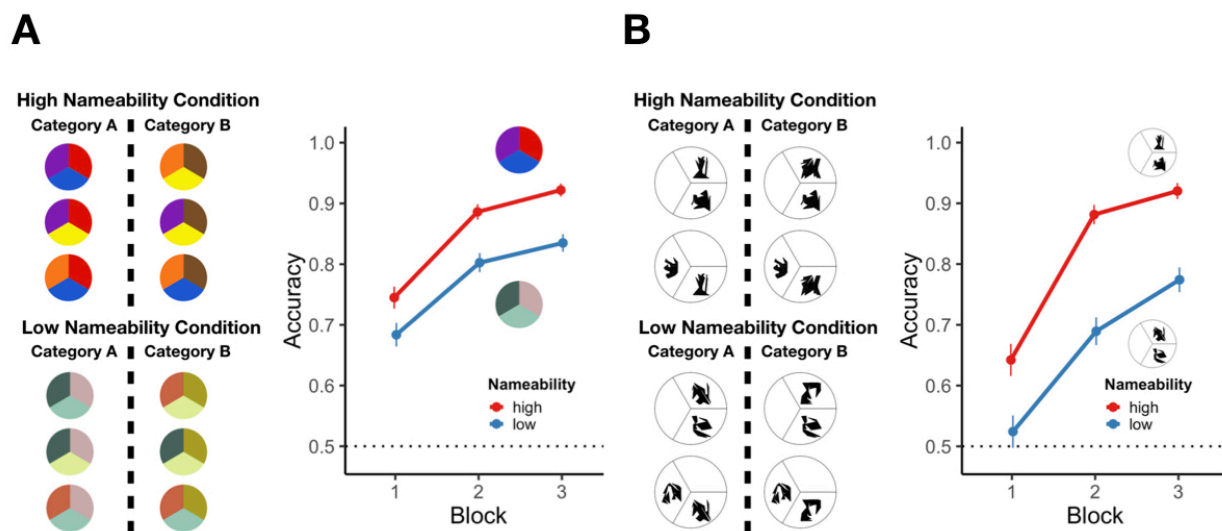 A
High Nameability Condition
Category A Category B
Low Nameability Condition
Category A Category B
Accuracy
1.0
0.9
0.8
0.7
0.6
0.5
1 2 3
Block
Nameability
high
low
B
High Nameability Condition
Category A Category B
Low Nameability Condition
Category A Category B
Accuracy
1.0
0.9
0.8
0.7
0.6
0.5
1 2 3
Block
Nameability
high
low